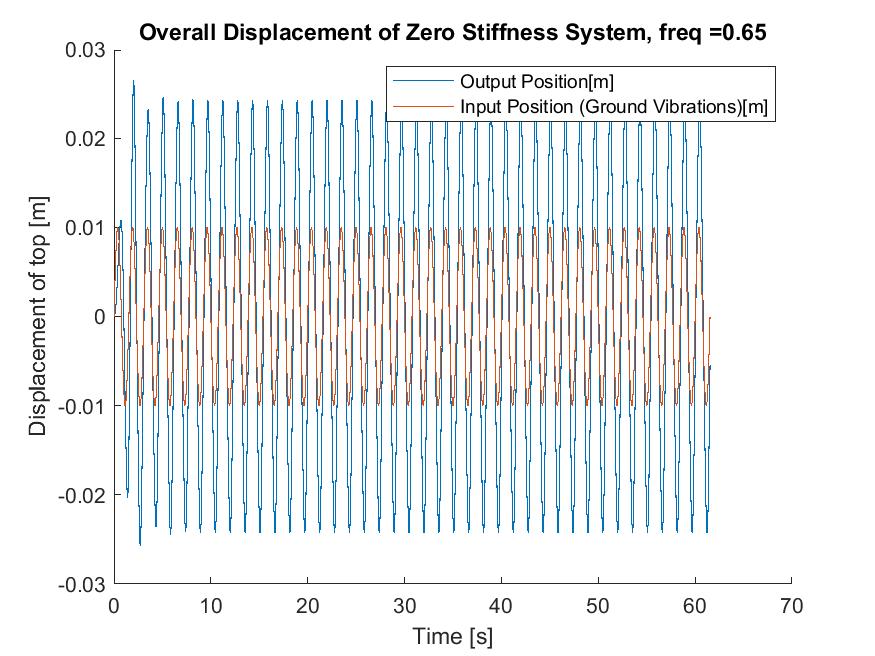 Overall Displacement of Zero Stiffness System, freq =0.65
Output Position[m]
Input Position (Ground Vibrations)[m]
0.03
0.02
0.01
0
-0.01
-0.02
-0.03
Displacement of top [m]
0 10 20 30 40 50 60 70
Time [s]